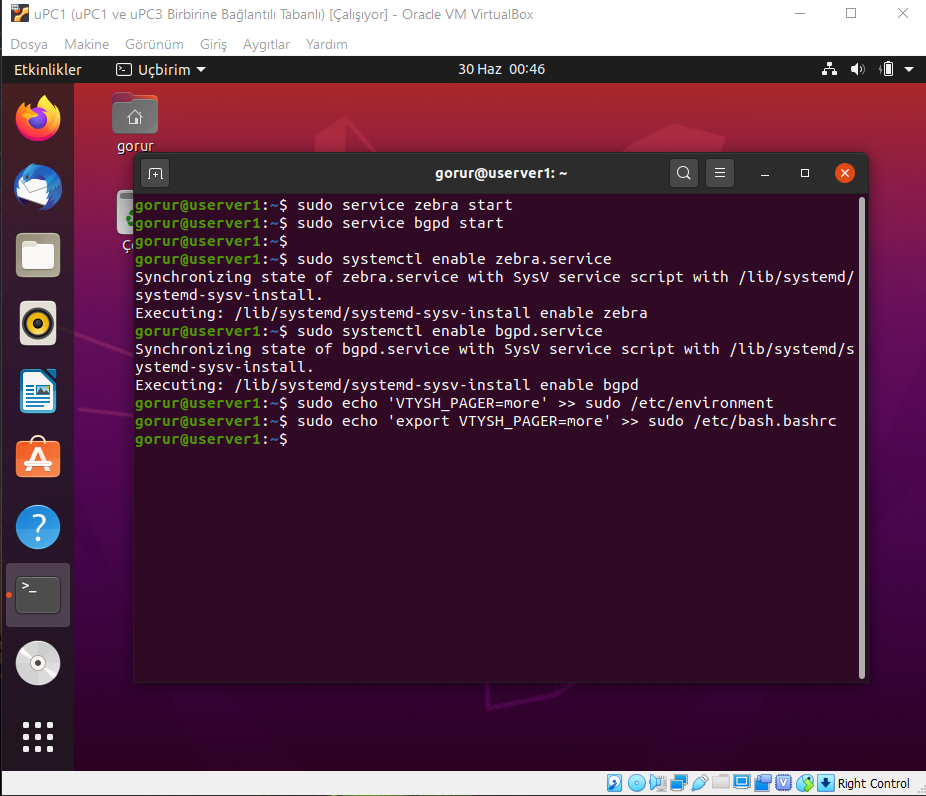 uPC1 (uPC1 ve uPC3 Birbirine Bağlantılı Tabanlı) [Çalışıyor] - Oracle VM VirtualBox
Dosya Makine Görünüm Giriş Aygıtlar Yardım
Etkinlikler Uçbirim 30 Haz 00:46
gorur
gorur@userver1: ~
gorur@userver1:~$ sudo service zebra start
gorur@userver1:~$ sudo service bgpd start
gorur@userver1:~$
gorur@userver1:~$ sudo systemctl enable zebra.service
Synchronizing state of zebra.service with SysV service script with /lib/systemd/
systemd-sysv-install.
Executing: /lib/systemd/systemd-sysv-install enable zebra
gorur@userver1:~$ sudo systemctl enable bgpd.service
Synchronizing state of bgpd.service with SysV service script with /lib/systemd/s
ystemd-sysv-install.
Executing: /lib/systemd/systemd-sysv-install enable bgpd
gorur@userver1:~$ sudo echo 'VTYSH_PAGER=more' >> sudo /etc/environment
gorur@userver1:~$ sudo echo 'export VTYSH_PAGER=more' >> sudo /etc/bash.bashrc
gorur@userver1:~$
Right Control